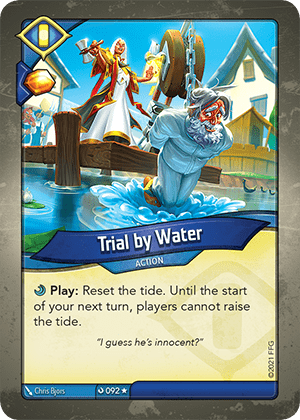 Trial by Water
ACTION
Play: Reset the tide. Until the start
of your next turn, players cannot raise
the tide.
"I guess he's innocent?"
©2021 FFG
Chris Bjors
092